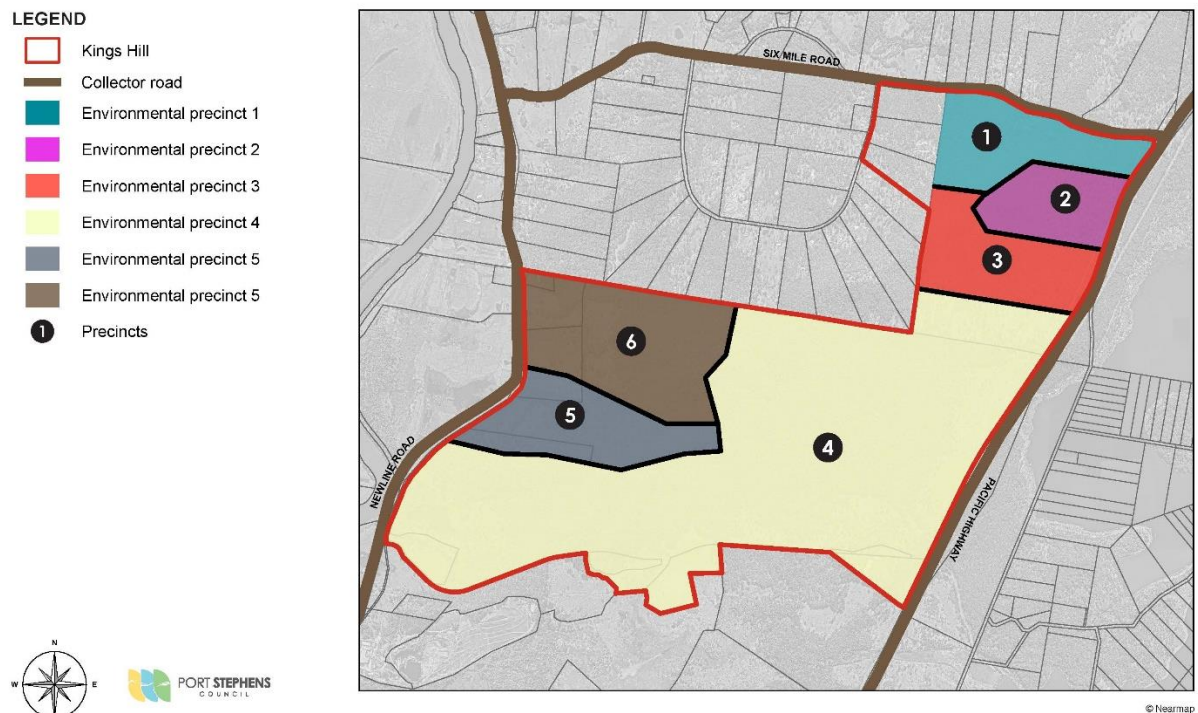 LEGEND
Kings Hill
Collector road
Environmental precinct 1
Environmental precinct 2
Environmental precinct 3
Environmental precinct 4
Environmental precinct 5
Environmental precinct 5
1 Precincts
N
W E
S
PORT STEPHENS
COUNCIL
SIX MILE ROAD
1
2
3
6
5
4
NEWLINE ROAD
PACIFIC HIGHWAY
© Nearmap